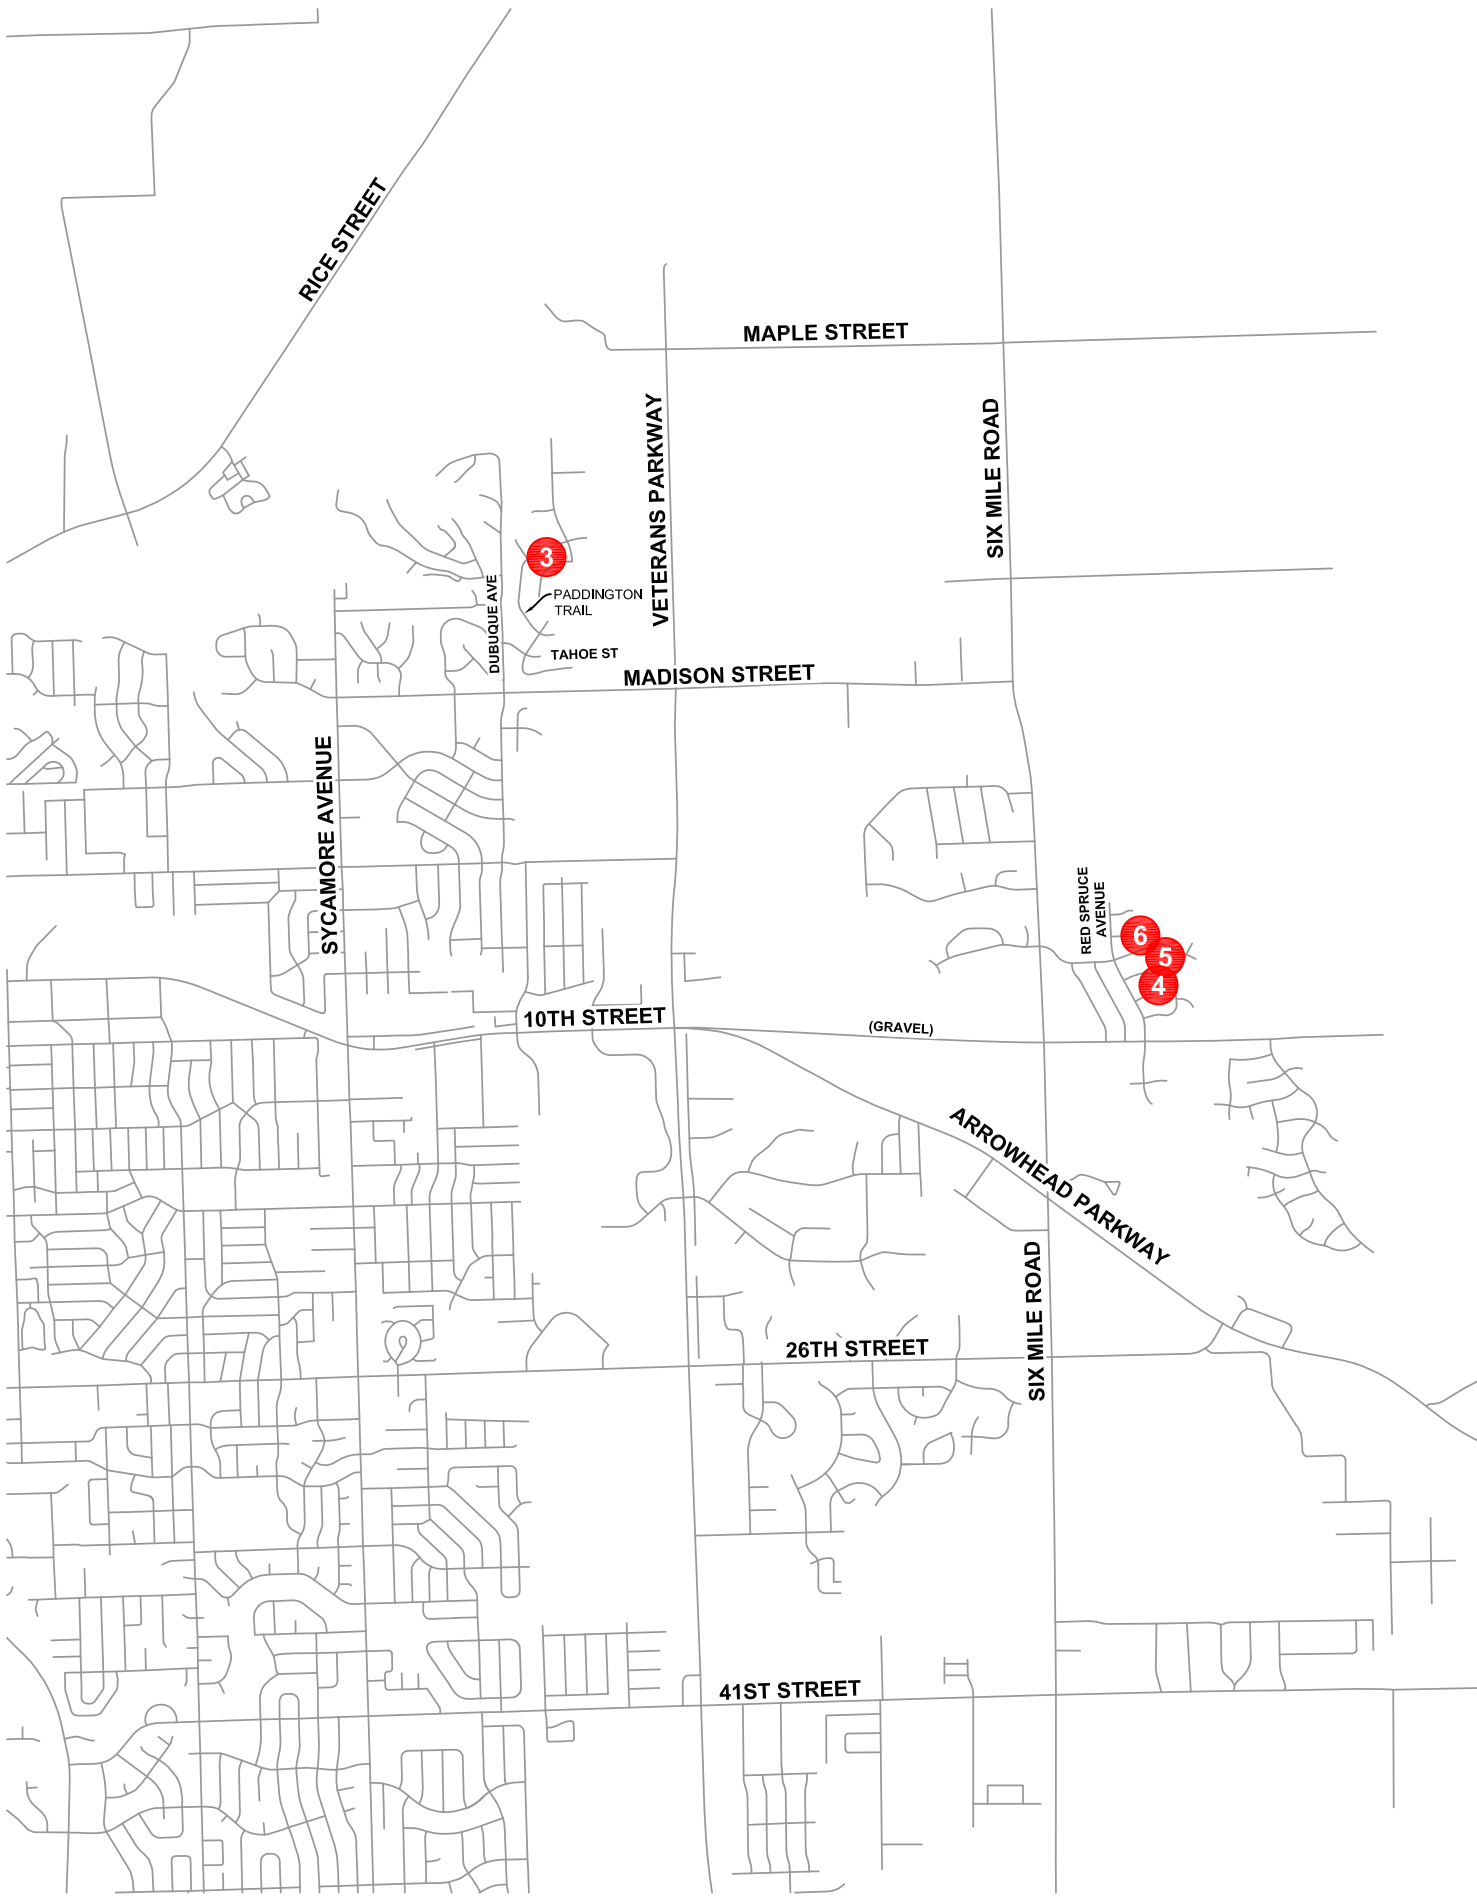 RICE STREET
MAPLE STREET
VETERANS PARKWAY
SIX MILE ROAD
3
DUBUQUE AVE
PADDINGTON
TRAIL
TAHOE ST
MADISON STREET
SYCAMORE AVENUE
RED SPRUCE
AVENUE
6
5
4
10TH STREET
(GRAVEL)
ARROWHEAD PARKWAY
SIX MILE ROAD
26TH STREET
41ST STREET